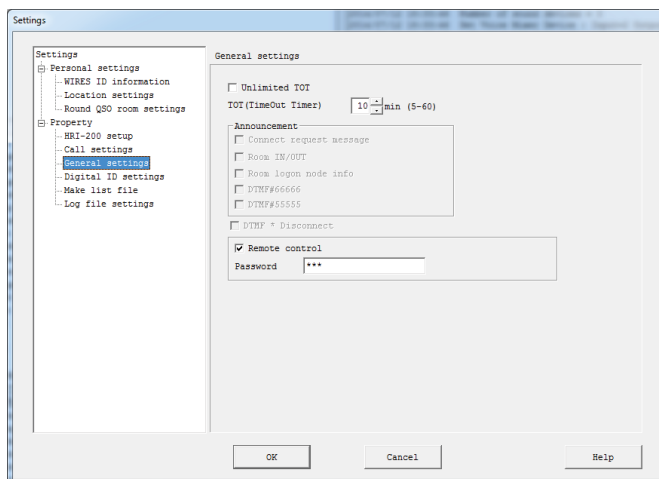 Settings
Settings
Personal settings
WIRES ID information
Location settings
Round QSO room settings
Property
HRI-200 setup
Call settings
General settings
Digital ID settings
Make list file
Log file settings
General settings
Unlimited TOT
TOT(TimeOut Timer) 10 min (5-60)
Announcement
Connect request message
Room IN/OUT
Room logon node info
DTMF#66666
DTMF#55555
DTMF * Disconnect
Remote control
Password ***
OK Cancel Help